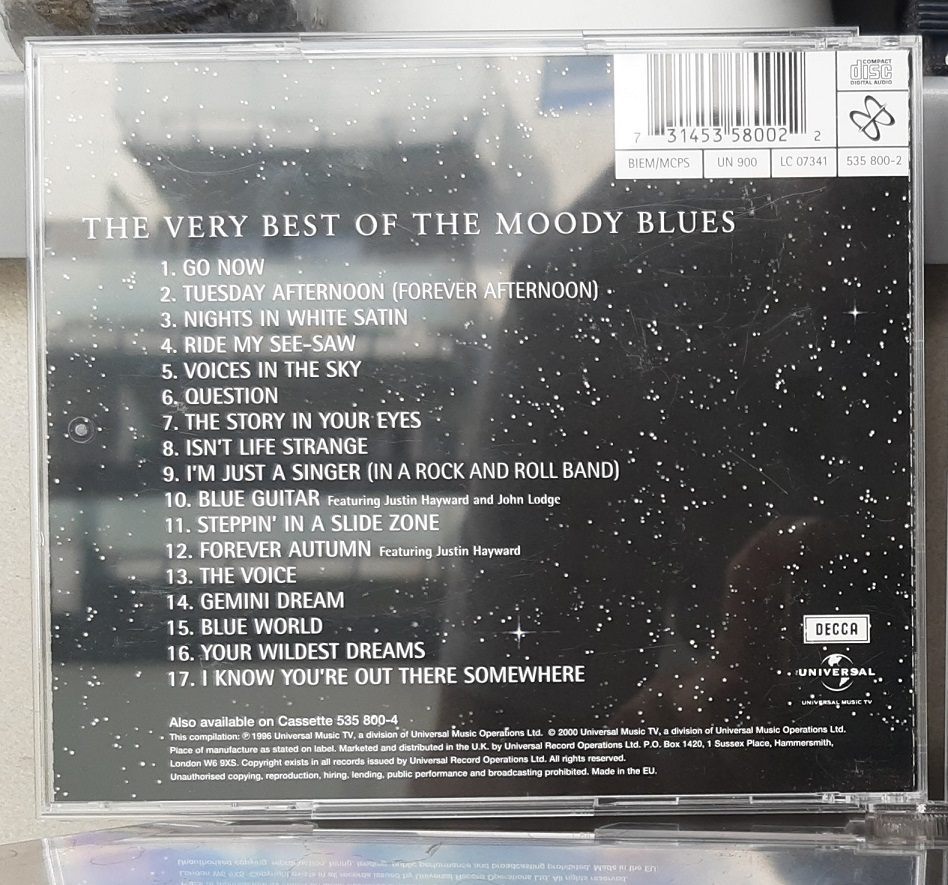 COMPACT
disc
DIGITAL AUDIO
7 31453 58002 2
BIEM/MCPS
UN 900
LC 07341
535 800-2
THE VERY BEST OF THE MOODY BLUES
1. GO NOW
2. TUESDAY AFTERNOON (FOREVER AFTERNOON)
3. NIGHTS IN WHITE SATIN
4. RIDE MY SEE-SAW
5. VOICES IN THE SKY
6. QUESTION
7. THE STORY IN YOUR EYES
8. ISN'T LIFE STRANGE
9. I'M JUST A SINGER (IN A ROCK AND ROLL BAND)
10. BLUE GUITAR Featuring Justin Hayward and John Lodge
11. STEPPIN' IN A SLIDE ZONE
12. FOREVER AUTUMN Featuring Justin Hayward
13. THE VOICE
14. GEMINI DREAM
15. BLUE WORLD
16. YOUR WILDEST DREAMS
17. I KNOW YOU'RE OUT THERE SOMEWHERE
DECCA
UNIVERSAL
UNIVERSAL MUSIC TV
Also available on Cassette 535 800-4
This compilation: ℗ 1996 Universal Music TV, a division of Universal Music Operations Ltd. © 2000 Universal Music TV, a division of Universal Music Operations Ltd.
Place of manufacture as stated on label. Marketed and distributed in the U.K. by Universal Record Operations Ltd. P.O. Box 1420, 1 Sussex Place, Hammersmith,
London W6 9XS. Copyright exists in all records issued by Universal Record Operations Ltd. All rights reserved.
Unauthorised copying, reproduction, hiring, lending, public performance and broadcasting prohibited. Made in the EU.